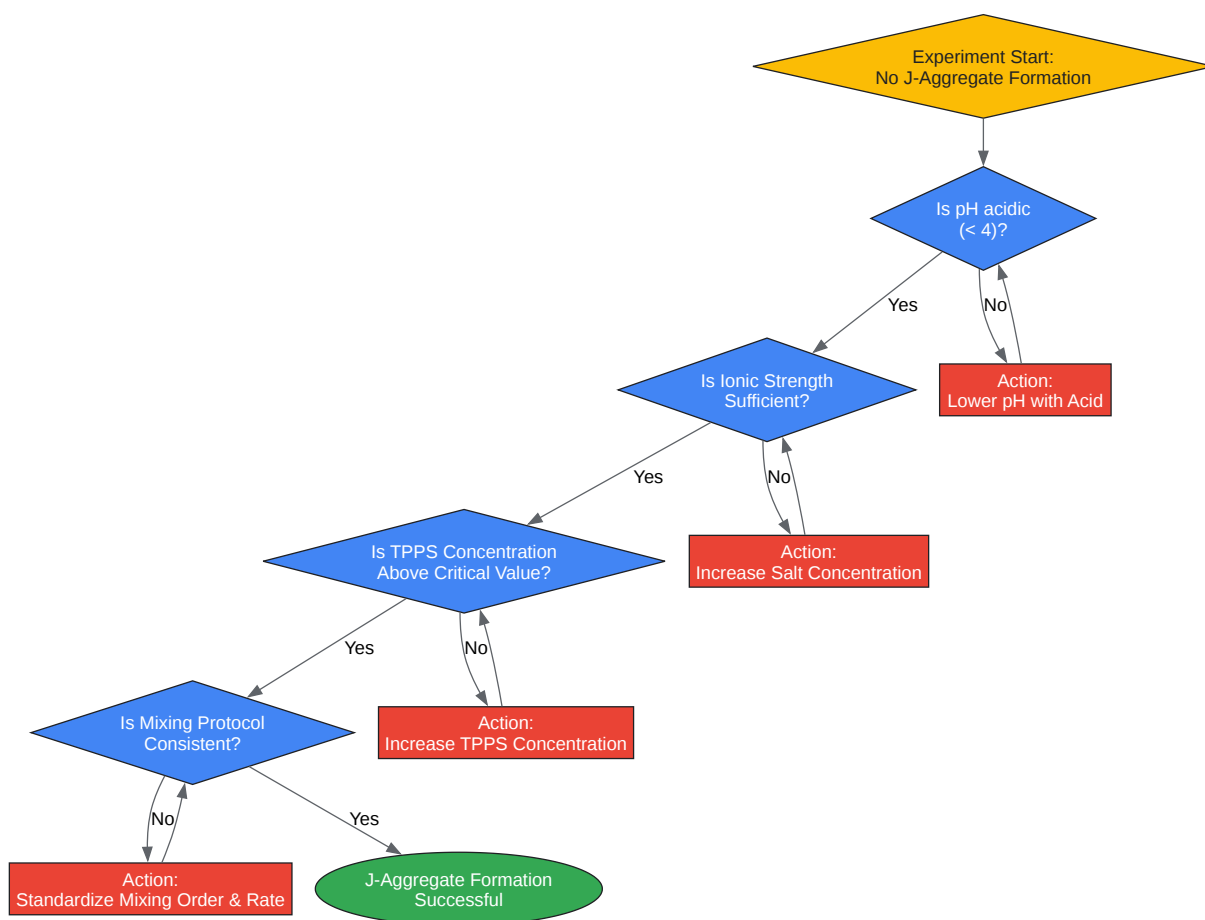 Experiment Start:
No J-Aggregate Formation
Is pH acidic
(< 4)?
Yes
No
Is Ionic Strength
Sufficient?
Action:
Lower pH with Acid
Yes
No
Is TPPS Concentration
Above Critical Value?
Action:
Increase Salt Concentration
Yes
No
Is Mixing Protocol
Consistent?
Action:
Increase TPPS Concentration
No
Yes
Action:
Standardize Mixing Order & Rate
J-Aggregate Formation
Successful